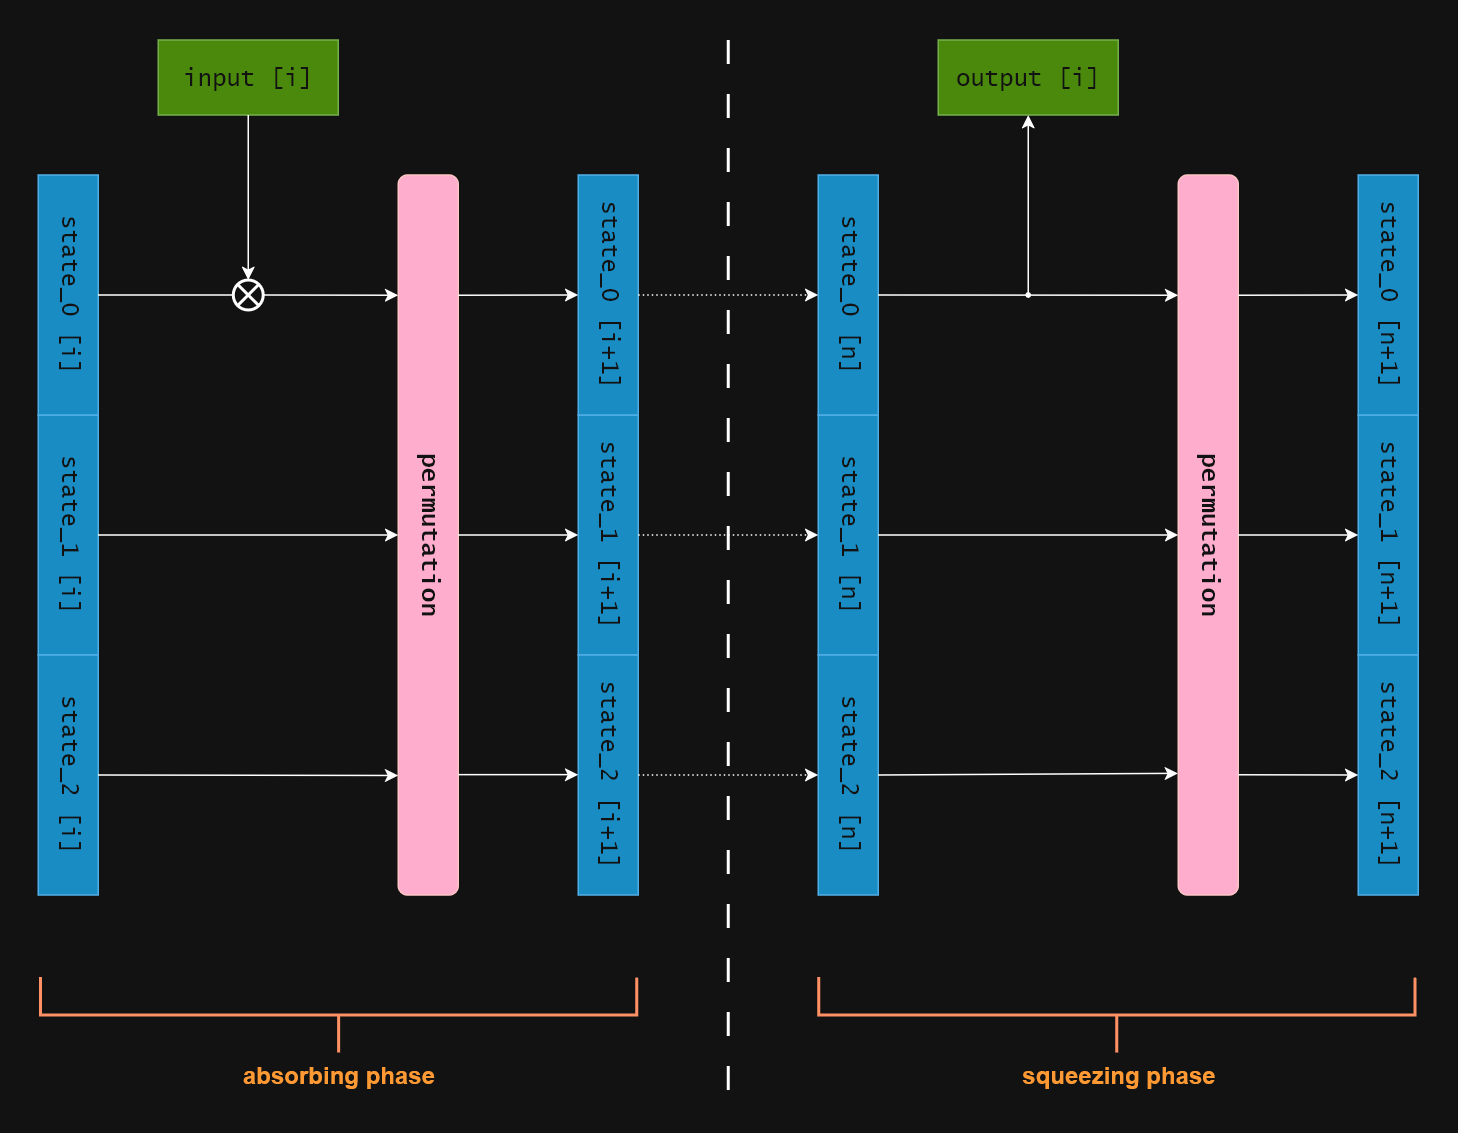 input [i]
output [i]
state_0 [i]
state_1 [i]
state_2 [i]
permutation
state_0 [i+1]
state_1 [i+1]
state_2 [i+1]
state_0 [n]
state_1 [n]
state_2 [n]
permutation
state_0 [n+1]
state_1 [n+1]
state_2 [n+1]
absorbing phase
squeezing phase